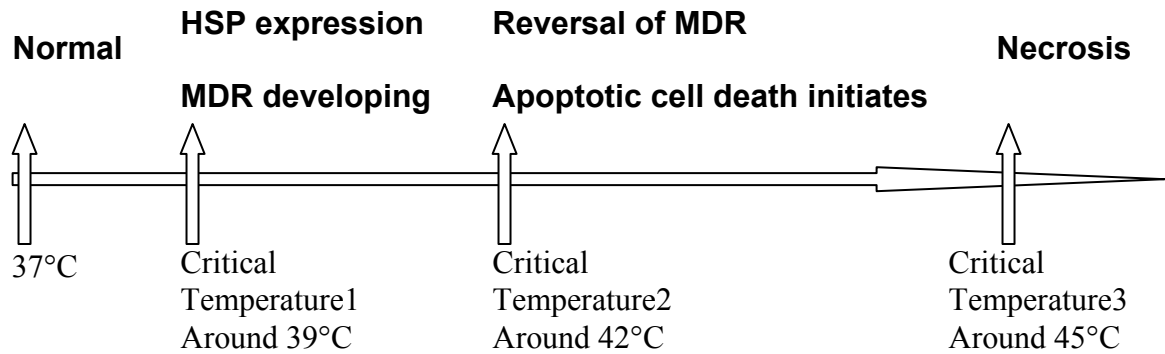 Normal
HSP expression
MDR developing
Reversal of MDR
Apoptotic cell death initiates
Necrosis
37°C
Critical
Temperature1
Around 39°C
Critical
Temperature2
Around 42°C
Critical
Temperature3
Around 45°C